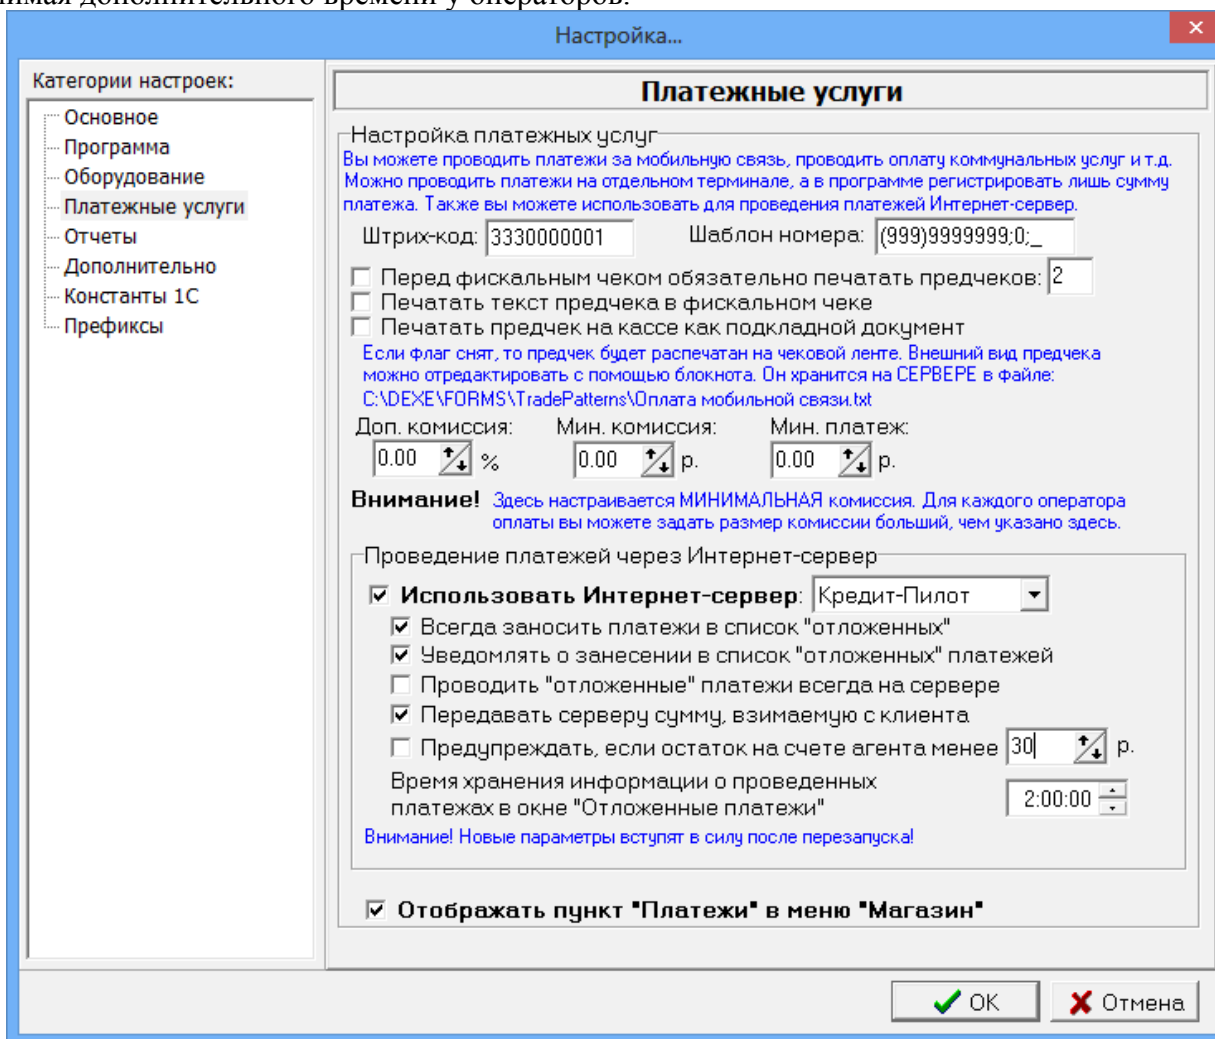 дополнительного времени у операторов.
Настройка...
Категории настроек:
Основное
Программа
Оборудование
Платежные услуги
Отчеты
Дополнительно
Константы 1С
Префиксы
Платежные услуги
Настройка платежных услуг
Вы можете проводить платежи за мобильную связь, проводить оплату коммунальных услуг и т.д.
Можно проводить платежи на отдельном терминале, а в программе регистрировать лишь сумму
платежа. Также вы можете использовать для проведения платежей Интернет-сервер.
Штрих-код: 3330000001 Шаблон номера: (999)9999999;0;_
Перед фискальным чеком обязательно печатать предчеков: 2
Печатать текст предчека в фискальном чеке
Печатать предчек на кассе как подкладной документ
Если флаг снят, то предчек будет распечатан на чековой ленте. Внешний вид предчека
можно отредактировать с помощью блокнота. Он хранится на СЕРВЕРЕ в файле:
C:\DEXE\FORMS\TradePatterns\Оплата мобильной связи.txt
Доп. комиссия: Мин. комиссия: Мин. платеж:
0.00 % 0.00 р. 0.00 р.
Внимание! Здесь настраивается МИНИМАЛЬНАЯ комиссия. Для каждого оператора
оплаты вы можете задать размер комиссии больший, чем указано здесь.
Проведение платежей через Интернет-сервер
Использовать Интернет-сервер: Кредит-Пилот
Всегда заносить платежи в список "отложенных"
Уведомлять о занесении в список "отложенных" платежей
Проводить "отложенные" платежи всегда на сервере
Передавать серверу сумму, взимаемую с клиента
Предупреждать, если остаток на счете агента менее 30 р.
Время хранения информации о проведенных
платежах в окне "Отложенные платежи" 2:00:00
Внимание! Новые параметры вступят в силу после перезапуска!
Отображать пункт "Платежи" в меню "Магазин"
OK Отмена